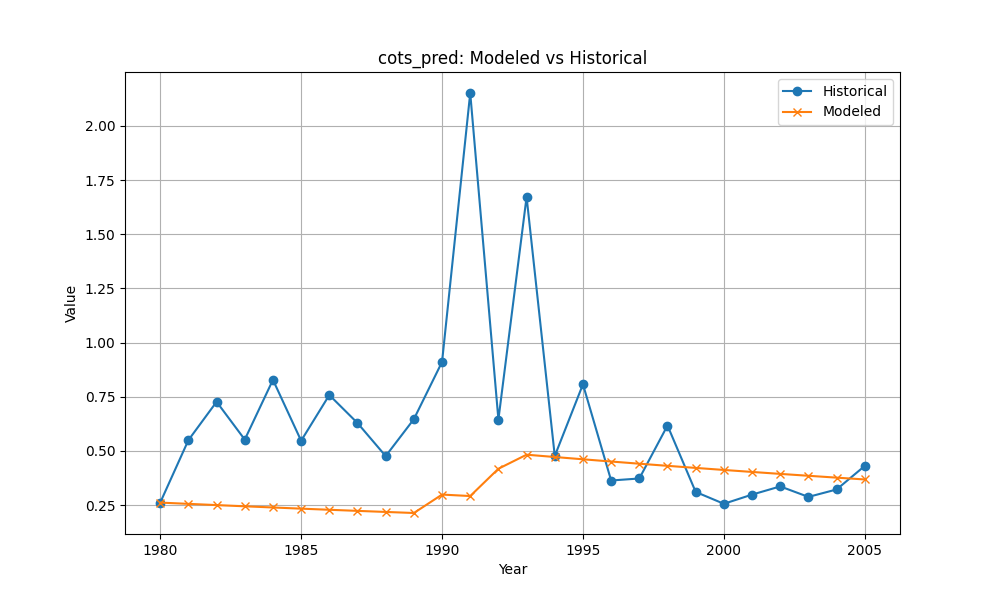 cots_pred: Modeled vs Historical
Historical
Modeled
Value
2.00
1.75
1.50
1.25
1.00
0.75
0.50
0.25
1980 1985 1990 1995 2000 2005
Year